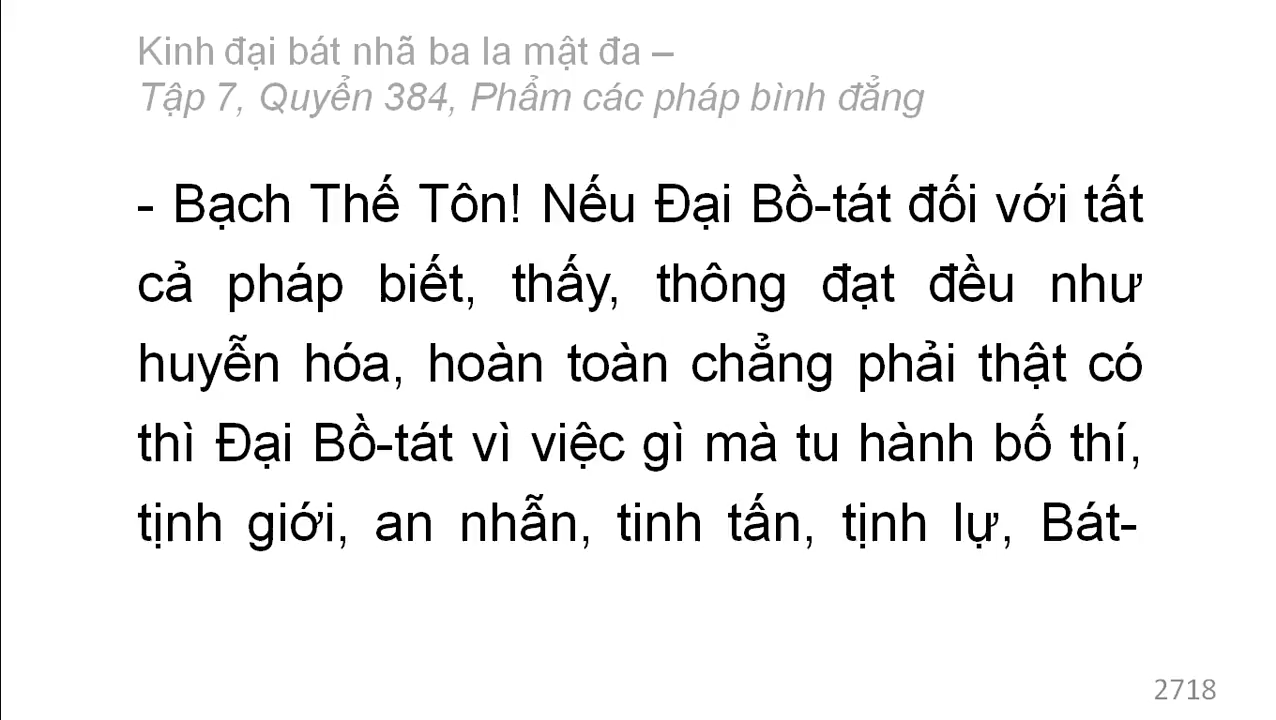 Kinh đại bát nhã ba la mật đa –
Tập 7, Quyển 384, Phẩm các pháp bình đẳng
- Bạch Thế Tôn! Nếu Đại Bồ-tát đối với tất
cả pháp biết, thấy, thông đạt đều như
huyễn hóa, hoàn toàn chẳng phải thật có
thì Đại Bồ-tát vì việc gì mà tu hành bố thí,
tịnh giới, an nhẫn, tinh tấn, tịnh lự, Bát-
2718